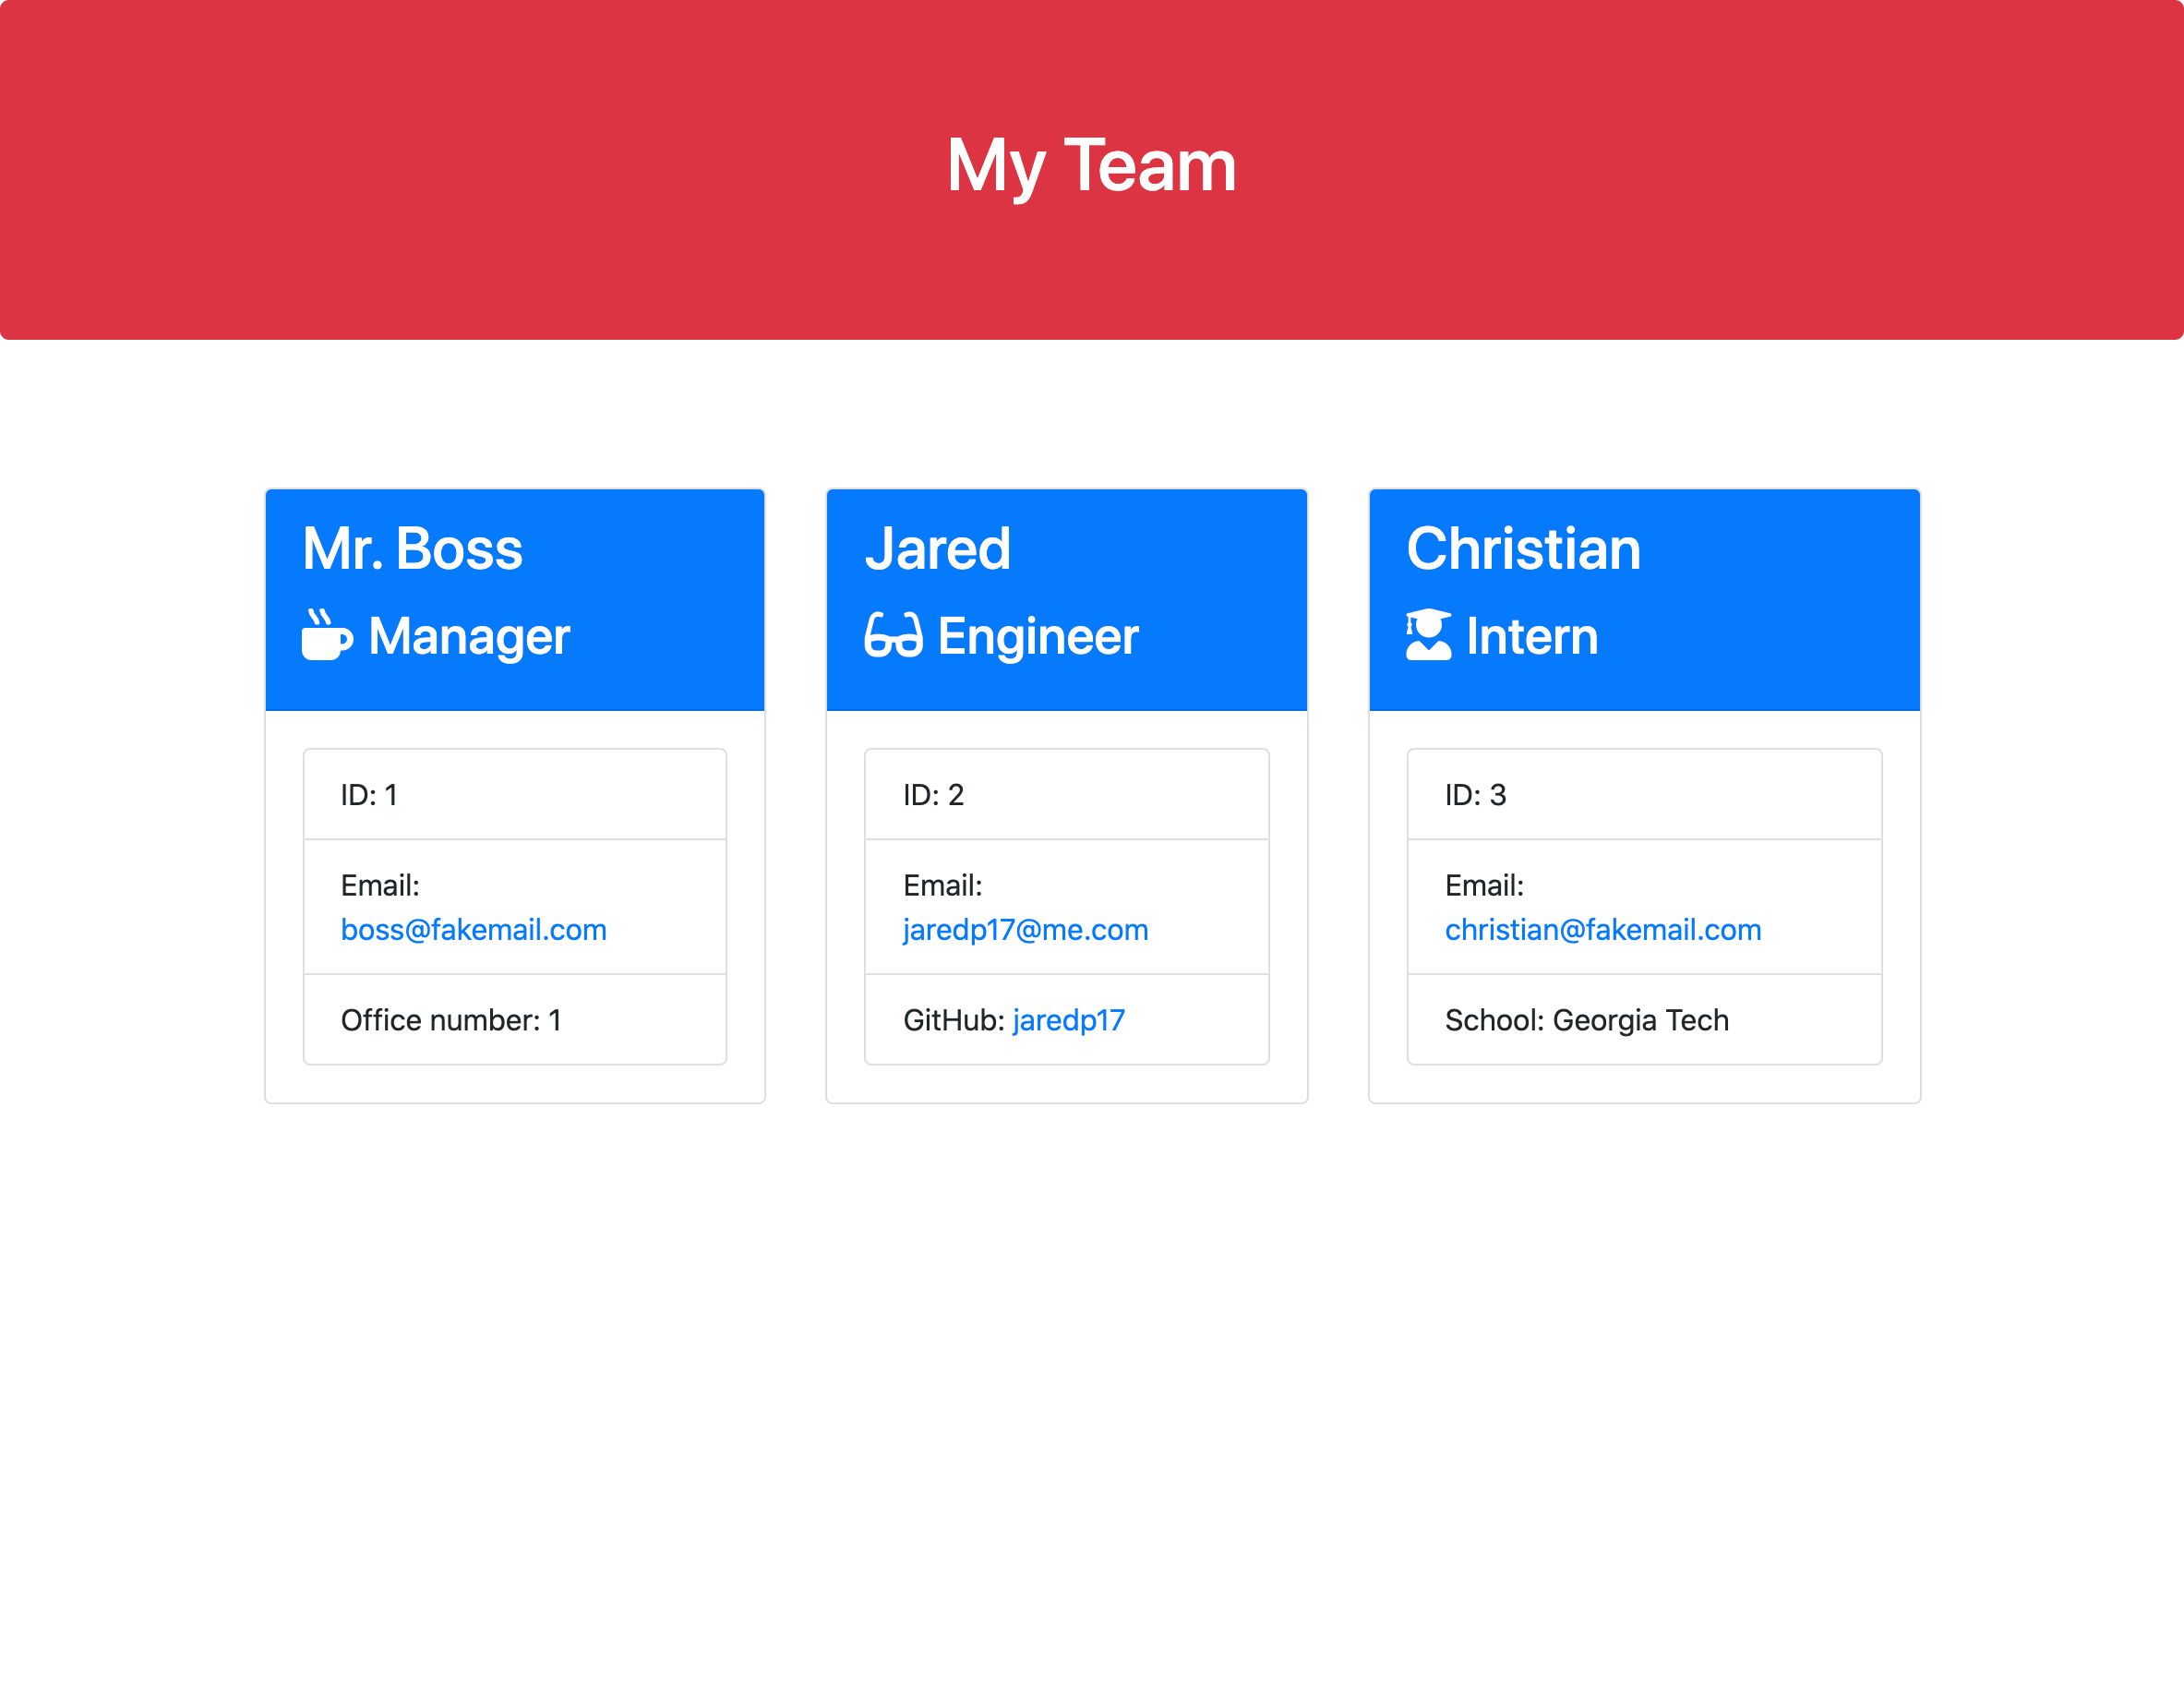 My Team
Mr. Boss
Manager
ID: 1
Email:
boss@fakemail.com
Office number: 1
Jared
Engineer
ID: 2
Email:
jaredp17@me.com
GitHub: jaredp17
Christian
Intern
ID: 3
Email:
christian@fakemail.com
School: Georgia Tech